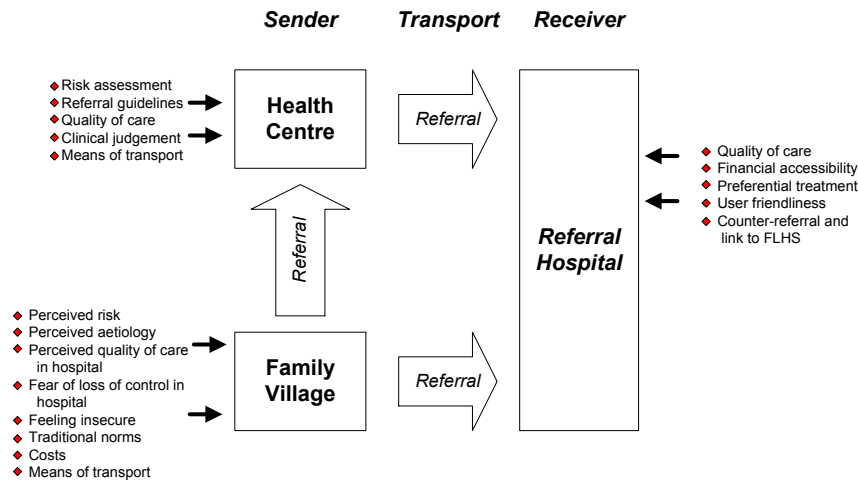 Sender Transport Receiver
Risk assessment
Referral guidelines
Quality of care
Clinical judgement
Means of transport
Health
Centre
Referral
Quality of care
Financial accessibility
Preferential treatment
User friendliness
Counter-referral and
link to FLHS
Referral
Hospital
Referral
Perceived risk
Perceived aetiology
Perceived quality of care
in hospital
Fear of loss of control in
hospital
Feeling insecure
Traditional norms
Costs
Means of transport
Family
Village
Referral